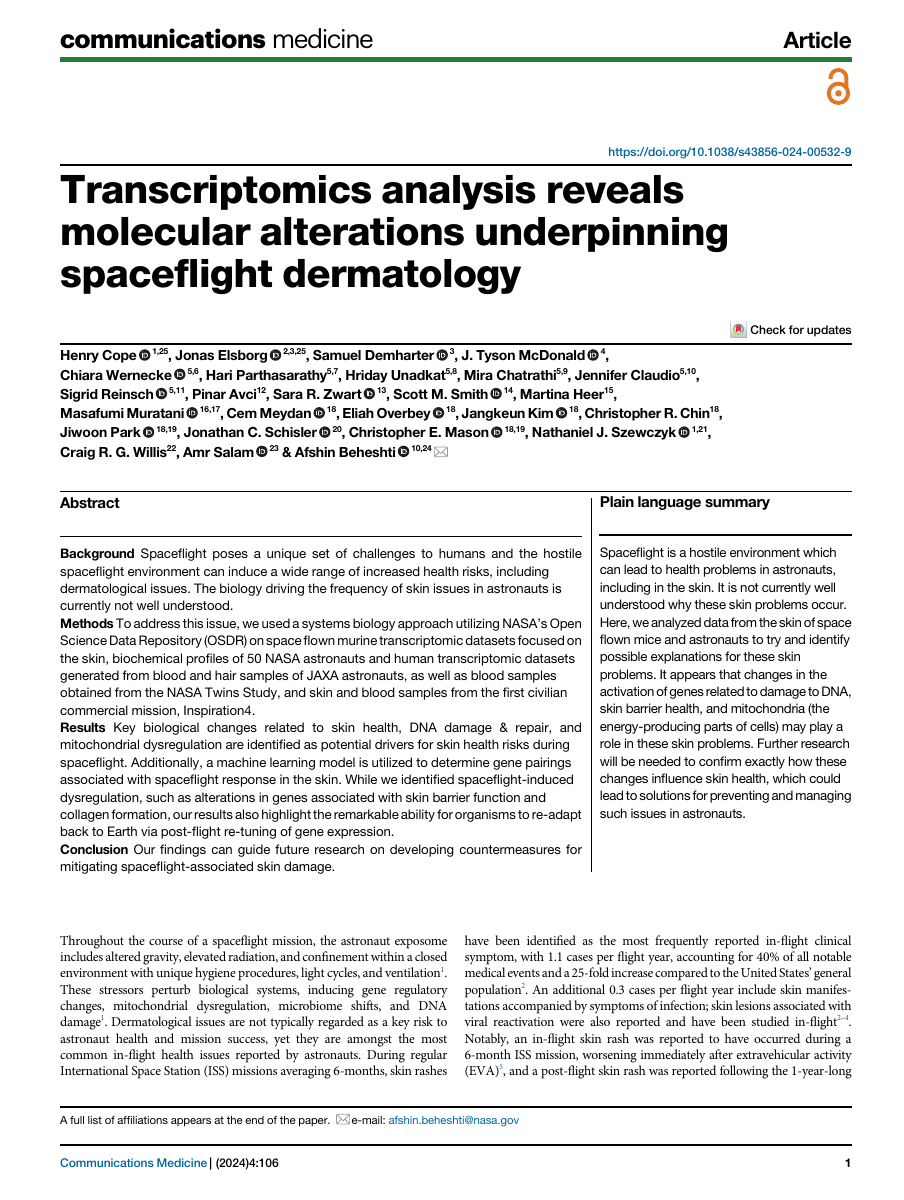 communications medicine
Article
https://doi.org/10.1038/s43856-024-00532-9
Transcriptomics analysis reveals
molecular alterations underpinning
spaceflight dermatology
Check for updates
Henry Cope 1,25, Jonas Elsborg 2,3,25, Samuel Demharter 3, J. Tyson McDonald 4,
Chiara Wernecke 5,6, Hari Parthasarathy5,7, Hriday Unadkat5,8, Mira Chatrathi5,9, Jennifer Claudio5,10,
Sigrid Reinsch 5,11, Pinar Avci12, Sara R. Zwart 13, Scott M. Smith 14, Martina Heer15,
Masafumi Muratani 16,17, Cem Meydan 18, Eliah Overbey 18, Jangkeun Kim 18, Christopher R. Chin18,
Jiwoon Park 18,19, Jonathan C. Schisler 20, Christopher E. Mason 18,19, Nathaniel J. Szewczyk 1,21,
Craig R. G. Willis22, Amr Salam 23 & Afshin Beheshti 10,24
Abstract
Background Spaceflight poses a unique set of challenges to humans and the hostile
spaceflight environment can induce a wide range of increased health risks, including
dermatological issues. The biology driving the frequency of skin issues in astronauts is
currently not well understood.
Methods To address this issue, we used a systems biology approach utilizing NASA's Open
Science Data Repository (OSDR) on space flown murine transcriptomic datasets focused on
the skin, biochemical profiles of 50 NASA astronauts and human transcriptomic datasets
generated from blood and hair samples of JAXA astronauts, as well as blood samples
obtained from the NASA Twins Study, and skin and blood samples from the first civilian
commercial mission, Inspiration4.
Results Key biological changes related to skin health, DNA damage & repair, and
mitochondrial dysregulation are identified as potential drivers for skin health risks during
spaceflight. Additionally, a machine learning model is utilized to determine gene pairings
associated with spaceflight response in the skin. While we identified spaceflight-induced
dysregulation, such as alterations in genes associated with skin barrier function and
collagen formation, our results also highlight the remarkable ability for organisms to re-adapt
back to Earth via post-flight re-tuning of gene expression.
Conclusion Our findings can guide future research on developing countermeasures for
mitigating spaceflight-associated skin damage.
Plain language summary
Spaceflight is a hostile environment which
can lead to health problems in astronauts,
including in the skin. It is not currently well
understood why these skin problems occur.
Here, we analyzed data from the skin of space
flown mice and astronauts to try and identify
possible explanations for these skin
problems. It appears that changes in the
activation of genes related to damage to DNA,
skin barrier health, and mitochondria (the
energy-producing parts of cells) may play a
role in these skin problems. Further research
will be needed to confirm exactly how these
changes influence skin health, which could
lead to solutions for preventing and managing
such issues in astronauts.
Throughout the course of a spaceflight mission, the astronaut exposome
includes altered gravity, elevated radiation, and confinement within a closed
environment with unique hygiene procedures, light cycles, and ventilation1.
These stressors perturb biological systems, inducing gene regulatory
changes, mitochondrial dysregulation, microbiome shifts, and DNA
damage1. Dermatological issues are not typically regarded as a key risk to
astronaut health and mission success, yet they are amongst the most
common in-flight health issues reported by astronauts. During regular
International Space Station (ISS) missions averaging 6-months, skin rashes
have been identified as the most frequently reported in-flight clinical
symptom, with 1.1 cases per flight year, accounting for 40% of all notable
medical events and a 25-fold increase compared to the United States' general
population2. An additional 0.3 cases per flight year include skin manifes-
tations accompanied by symptoms of infection; skin lesions associated with
viral reactivation were also reported and have been studied in-flight2–4.
Notably, an in-flight skin rash was reported to have occurred during a
6-month ISS mission, worsening immediately after extravehicular activity
(EVA)5, and a post-flight skin rash was reported following the 1-year-long
A full list of affiliations appears at the end of the paper. e-mail: afshin.beheshti@nasa.gov
Communications Medicine | (2024)4:106
1